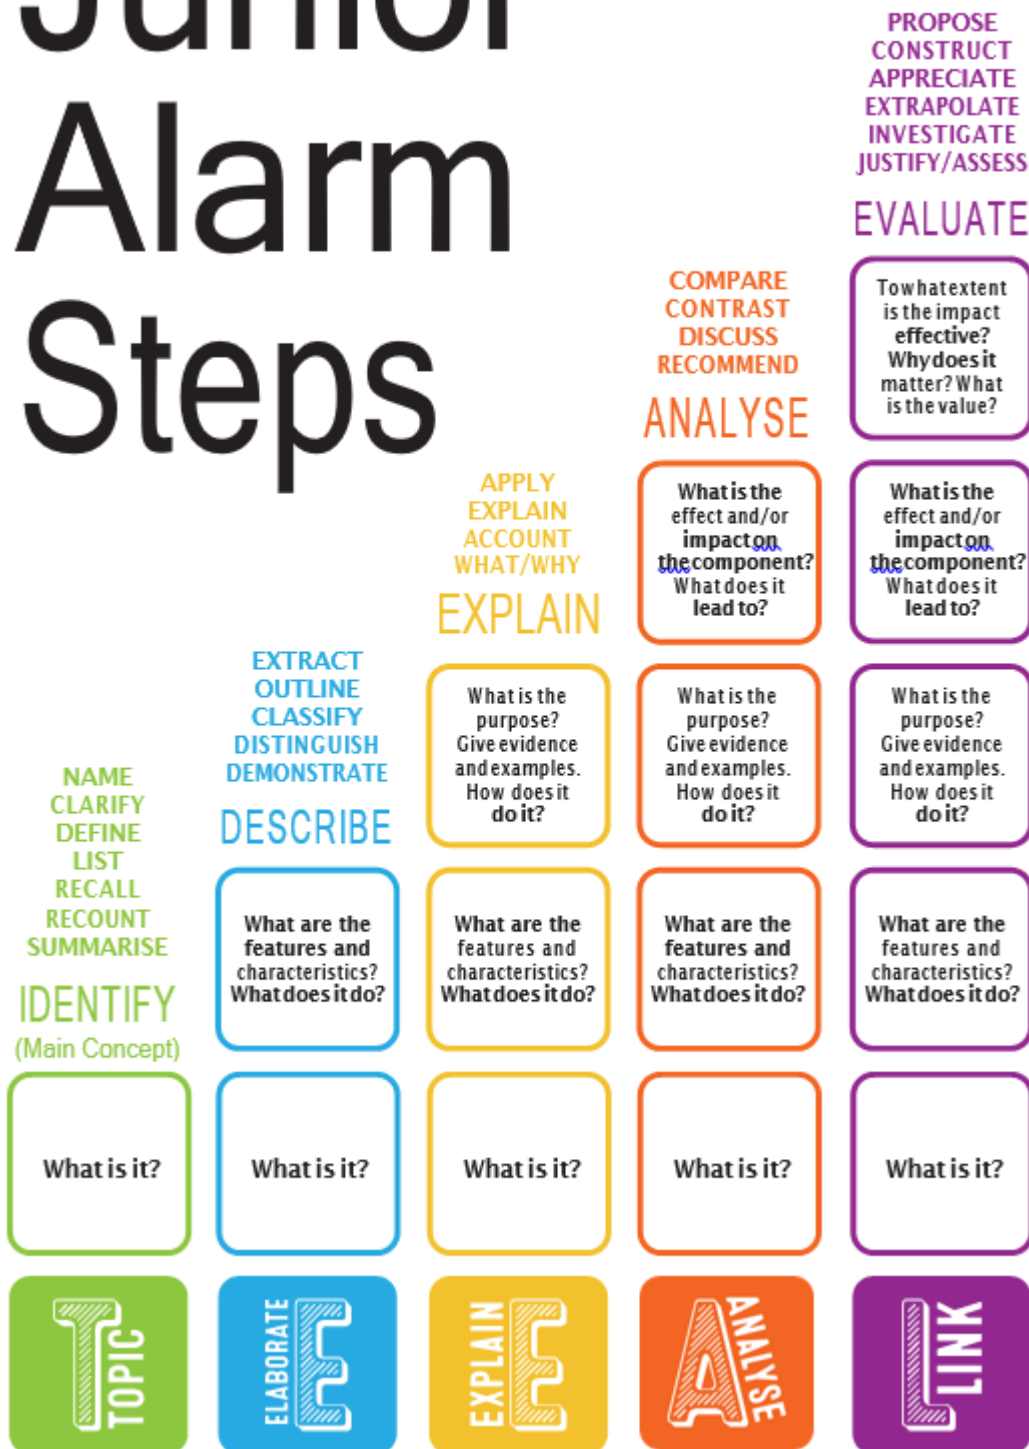 Junior
Alarm
Steps
PROPOSE
CONSTRUCT
APPRECIATE
EXTRAPOLATE
INVESTIGATE
JUSTIFY/ASSESS
EVALUATE
To what extent
is the impact
effective?
Why does it
matter? What
is the value?
COMPARE
CONTRAST
DISCUSS
RECOMMEND
ANALYSE
What is the
effect and/or
impact on
the component?
What does it
lead to?
What is the
effect and/or
impact on
the component?
What does it
lead to?
APPLY
EXPLAIN
ACCOUNT
WHAT/WHY
EXPLAIN
What is the
purpose?
Give evidence
and examples.
How does it
do it?
What is the
purpose?
Give evidence
and examples.
How does it
do it?
What is the
purpose?
Give evidence
and examples.
How does it
do it?
EXTRACT
OUTLINE
CLASSIFY
DISTINGUISH
DEMONSTRATE
DESCRIBE
What are the
features and
characteristics?
What does it do?
What are the
features and
characteristics?
What does it do?
What are the
features and
characteristics?
What does it do?
What are the
features and
characteristics?
What does it do?
NAME
CLARIFY
DEFINE
LIST
RECALL
RECOUNT
SUMMARISE
IDENTIFY
(Main Concept)
What is it?
What is it?
What is it?
What is it?
What is it?
T TOPIC
ELABORATE E
EXPLAIN E
A ANALYSE
L LINK